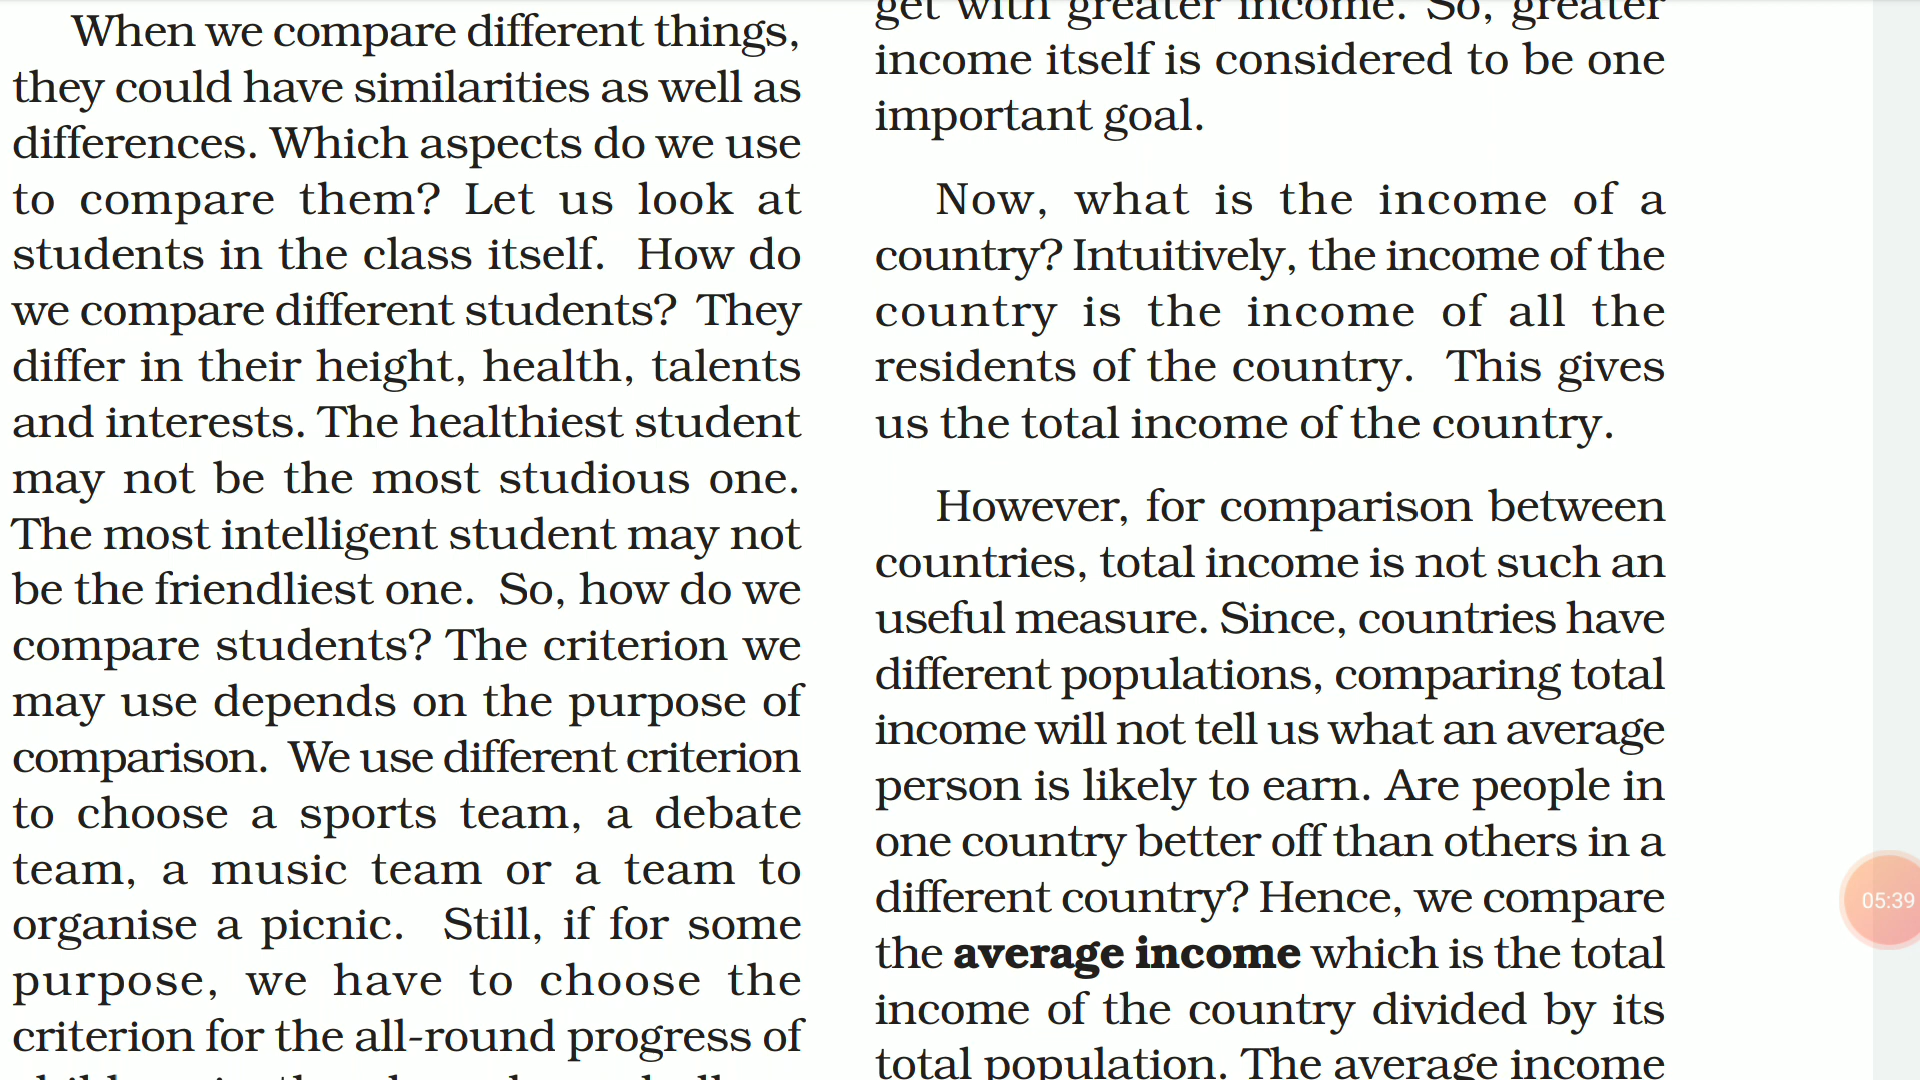 When we compare different things,
they could have similarities as well as
differences. Which aspects do we use
to compare them? Let us look at
students in the class itself. How do
we compare different students? They
differ in their height, health, talents
and interests. The healthiest student
may not be the most studious one.
The most intelligent student may not
be the friendliest one. So, how do we
compare students? The criterion we
may use depends on the purpose of
comparison. We use different criterion
to choose a sports team, a debate
team, a music team or a team to
organise a picnic. Still, if for some
purpose, we have to choose the
criterion for the all-round progress of
get with greater income. So, greater
income itself is considered to be one
important goal.
Now, what is the income of a
country? Intuitively, the income of the
country is the income of all the
residents of the country. This gives
us the total income of the country.
However, for comparison between
countries, total income is not such an
useful measure. Since, countries have
different populations, comparing total
income will not tell us what an average
person is likely to earn. Are people in
one country better off than others in a
different country? Hence, we compare
the average income which is the total
income of the country divided by its
total population. The average income
05:39